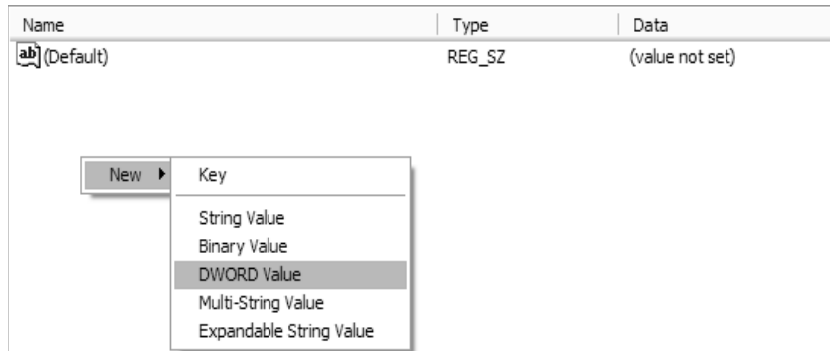 Name Type Data
ab (Default) REG_SZ (value not set)
New Key
String Value
Binary Value
DWORD Value
Multi-String Value
Expandable String Value